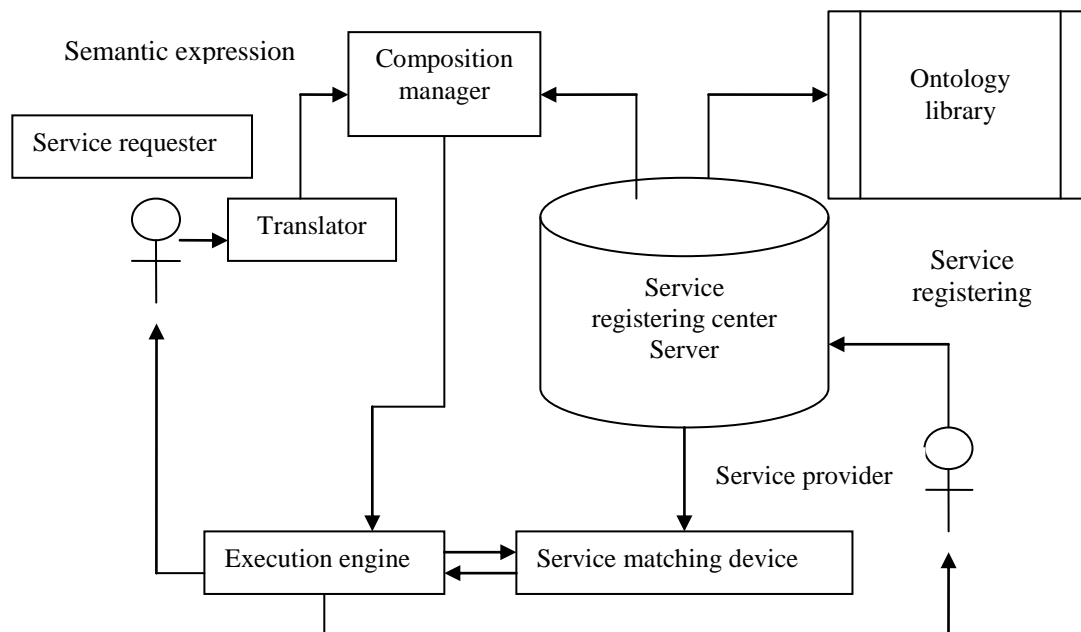 Semantic expression
Composition
manager
Ontology
library
Service requester
Translator
Service
registering
Service
registering center
Server
Service provider
Execution engine
Service matching device